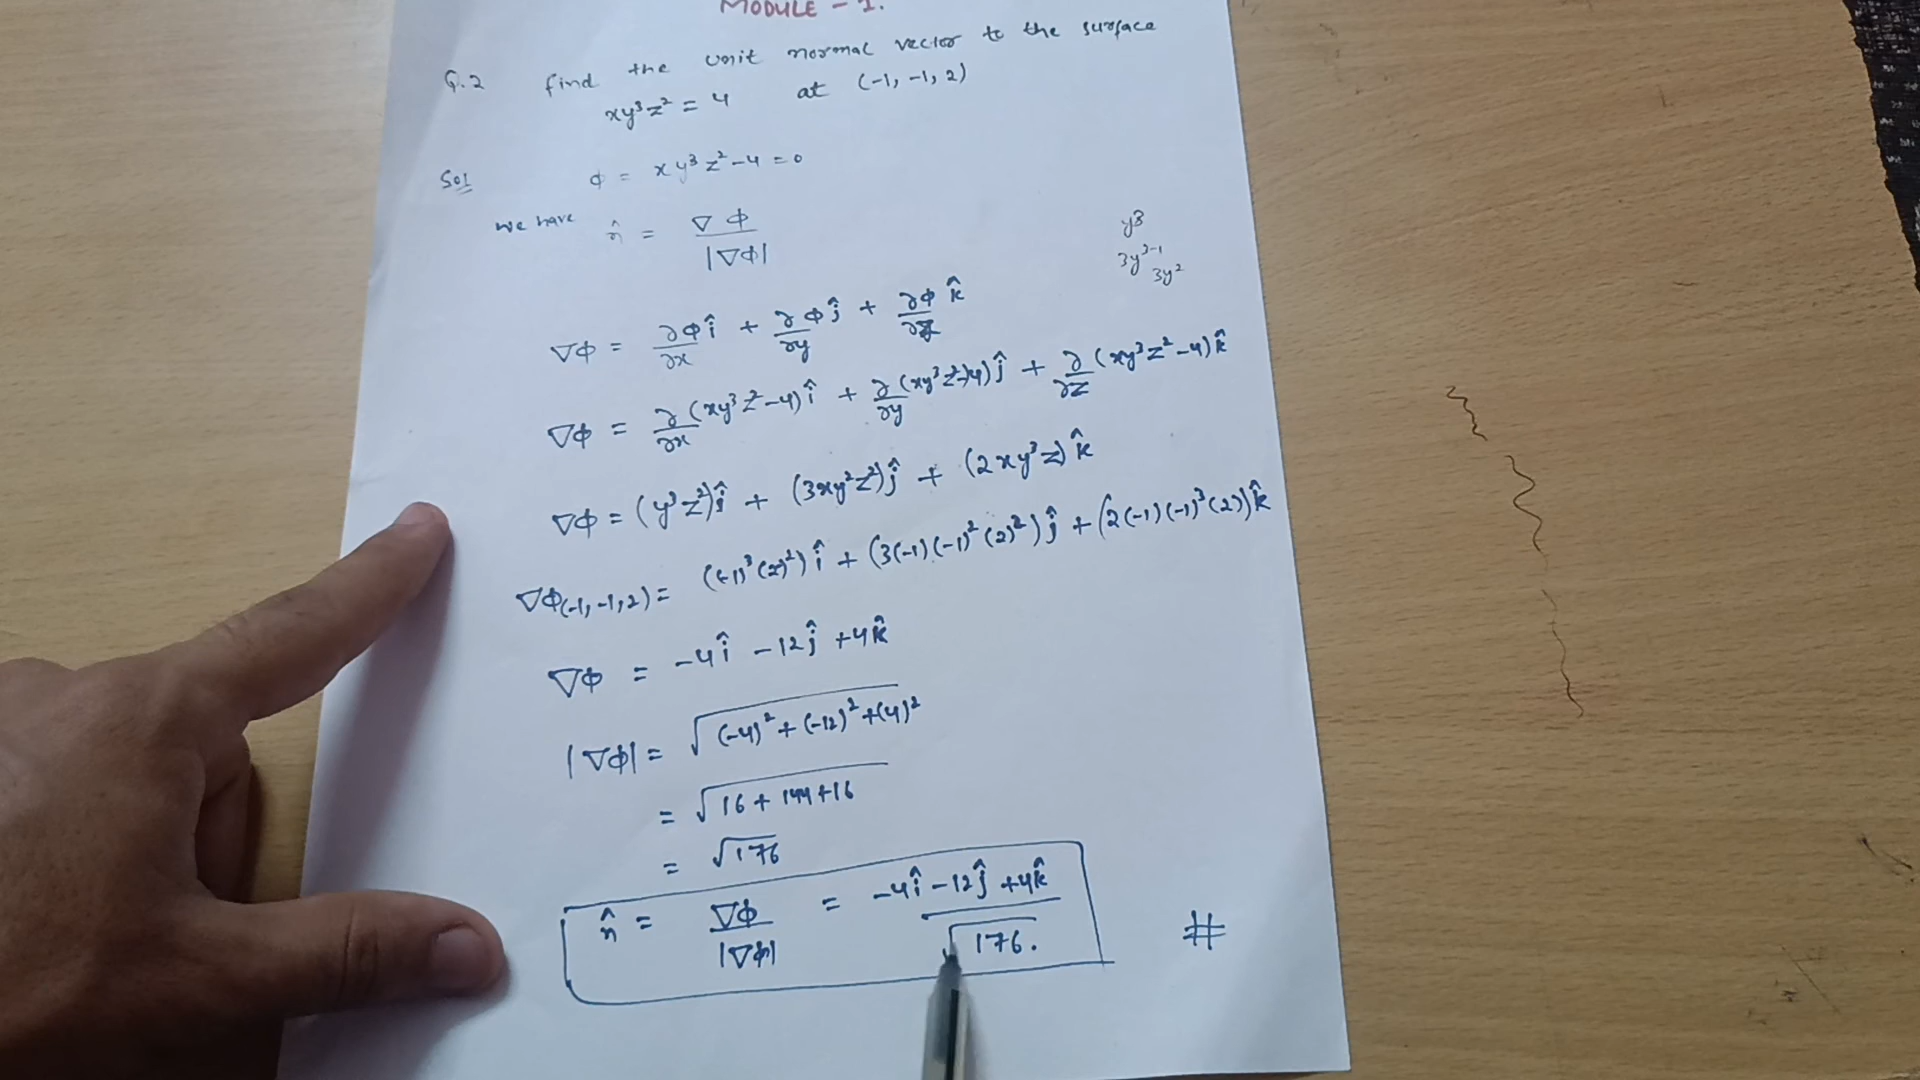 MODULE - 1.
Q.2 find the unit normal vector to the surface
xy³z² = 4 at (-1, -1, 2)
Sol ϕ = xy³z² - 4 = 0
we have n̂ = ∇ϕ / |∇ϕ|
y³
3y³⁻¹
3y²
∇ϕ = ∂ϕ/∂x î + ∂ϕ/∂y ĵ + ∂ϕ/∂z k̂
∇ϕ = ∂/∂x (xy³z² - 4) î + ∂/∂y (xy³z² - 4) ĵ + ∂/∂z (xy³z² - 4) k̂
∇ϕ = (y³z²) î + (3xy²z²) ĵ + (2xy³z) k̂
∇ϕ(-1, -1, 2) = ((-1)³(2)²) î + (3(-1)(-1)²(2)²) ĵ + (2(-1)(-1)³(2)) k̂
∇ϕ = -4î - 12ĵ + 4k̂
|∇ϕ| = √((-4)² + (-12)² + (4)²)
= √(16 + 144 + 16)
= √176
n̂ = ∇ϕ / |∇ϕ| = (-4î - 12ĵ + 4k̂) / √176. #